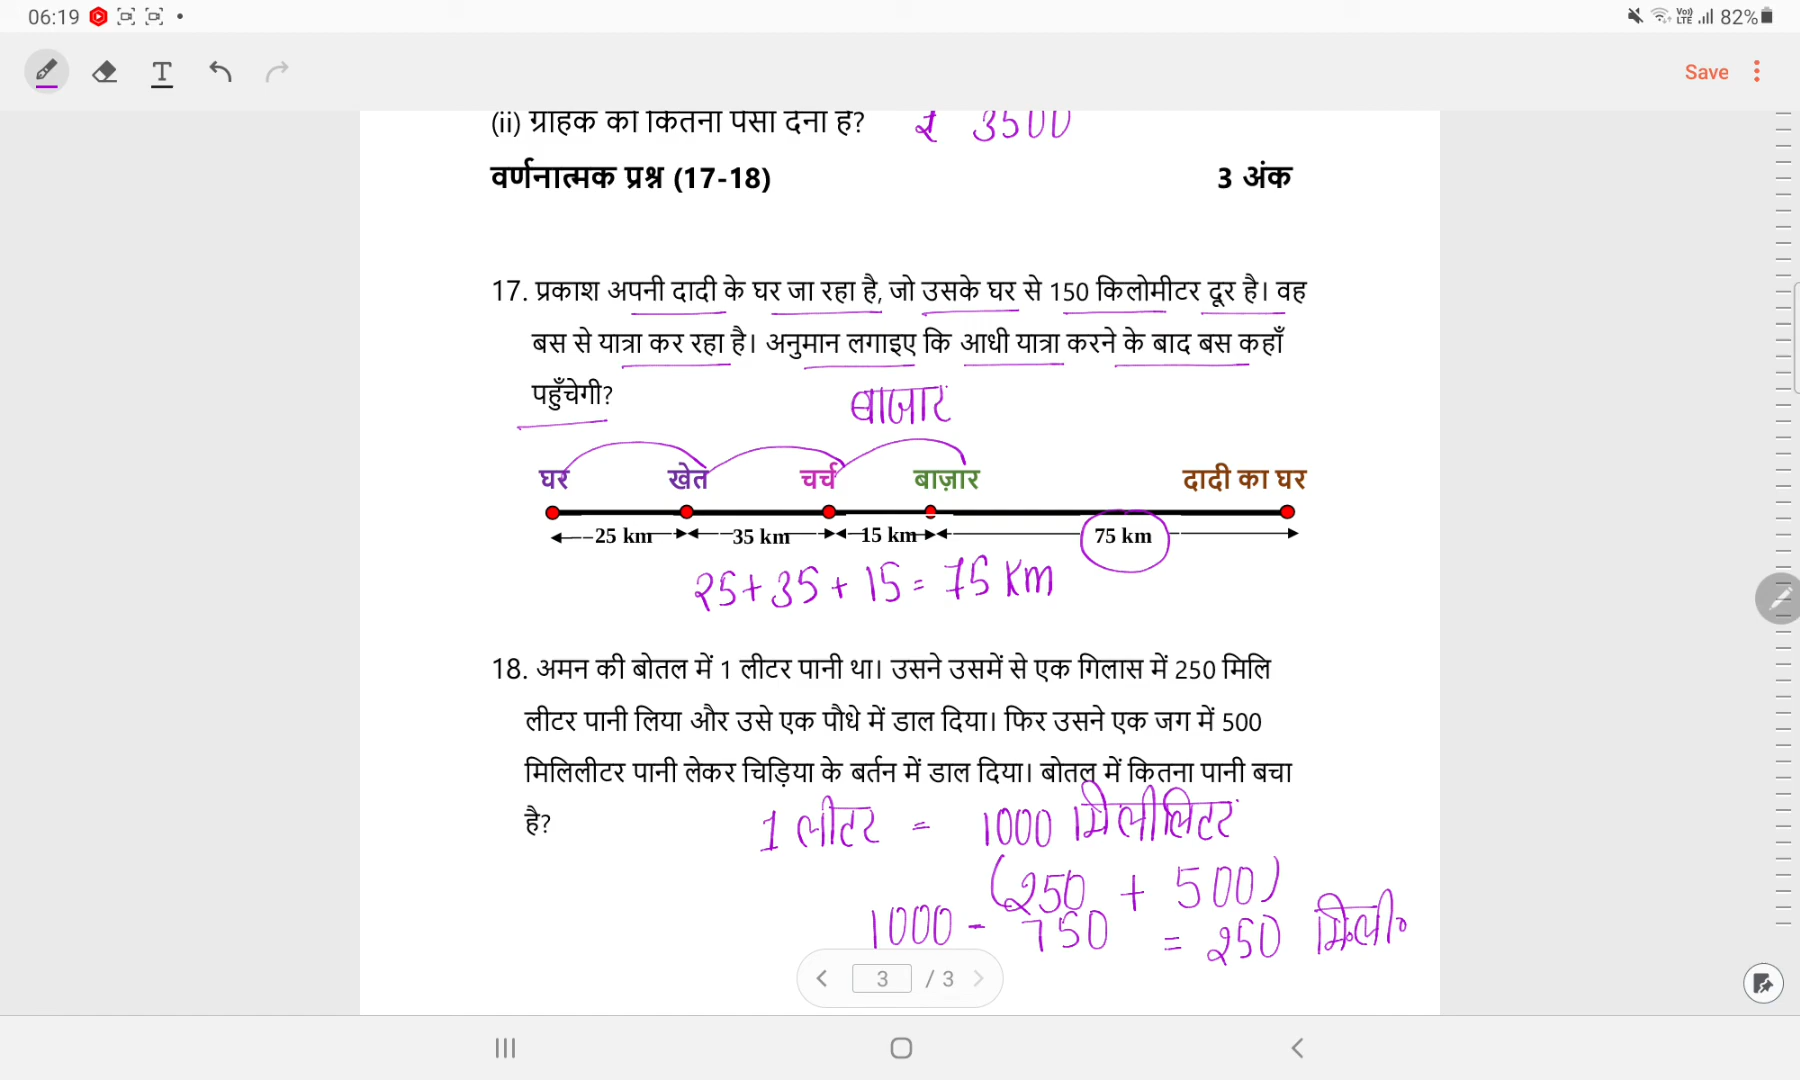 06:19
Vo)) LTE 82%
Save
(ii) ग्राहक को कितना पैसा देना है? ₹ 3500
वर्णनात्मक प्रश्न (17-18) 3 अंक
17. प्रकाश अपनी दादी के घर जा रहा है, जो उसके घर से 150 किलोमीटर दूर है। वह
बस से यात्रा कर रहा है। अनुमान लगाइए कि आधी यात्रा करने के बाद बस कहाँ
पहुँचेगी?
बाजार
घर खेत चर्च बाज़ार दादी का घर
25 km 35 km 15 km 75 km
25 + 35 + 15 = 75 Km
18. अमन की बोतल में 1 लीटर पानी था। उसने उसमें से एक गिलास में 250 मिलि
लीटर पानी लिया और उसे एक पौधे में डाल दिया। फिर उसने एक जग में 500
मिलिलीटर पानी लेकर चिड़िया के बर्तन में डाल दिया। बोतल में कितना पानी बचा
है?
1 लीटर = 1000 मिलीलिटर
(250 + 500)
1000 - 750 = 250 मि.ली.
3 / 3